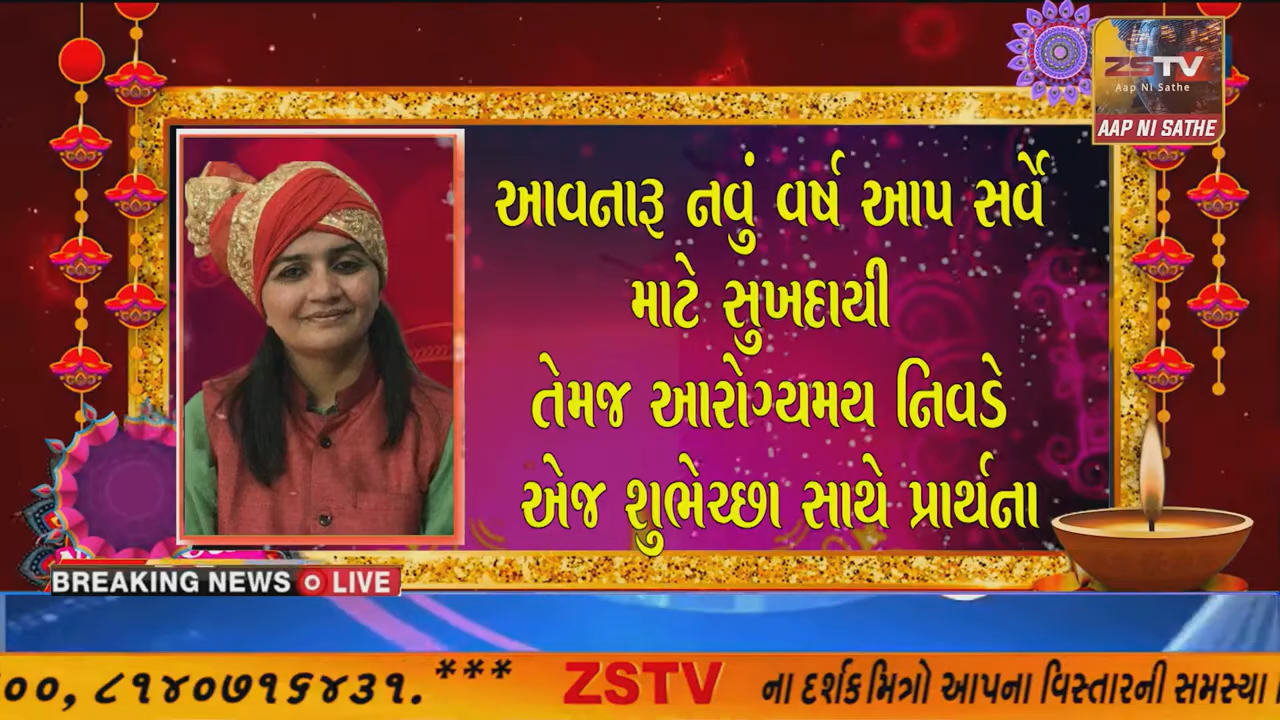 ZSTV
Aap Ni Sathe
AAP NI SATHE
આવનારૂ નવું વર્ષ આપ સર્વે
માટે સુખદાયી
તેમજ આરોગ્યમય નિવડે
એજ શુભેચ્છા સાથે પ્રાર્થના
BREAKING NEWS LIVE
૦૦, ૮૧૪૦૭૧૬૪૩૧.*** ZSTV ના દર્શક મિત્રો આપના વિસ્તારની સમસ્યા